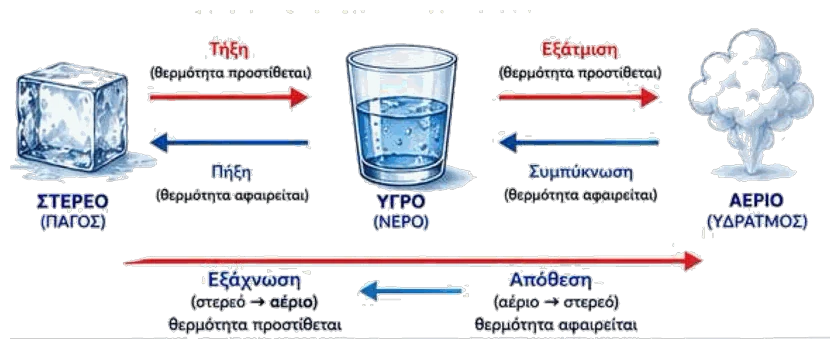 Τήξη
(θερμότητα προστίθεται)
Εξάτμιση
(θερμότητα προστίθεται)
Πήξη
(θερμότητα αφαιρείται)
Συμπύκνωση
(θερμότητα αφαιρείται)
ΣΤΕΡΕΟ
(ΠΑΓΟΣ)
ΥΓΡΟ
(ΝΕΡΟ)
ΑΕΡΙΟ
(ΥΔΡΑΤΜΟΣ)
Εξάχνωση
(στερεό → αέριο)
θερμότητα προστίθεται
Απόθεση
(αέριο → στερεό)
θερμότητα αφαιρείται